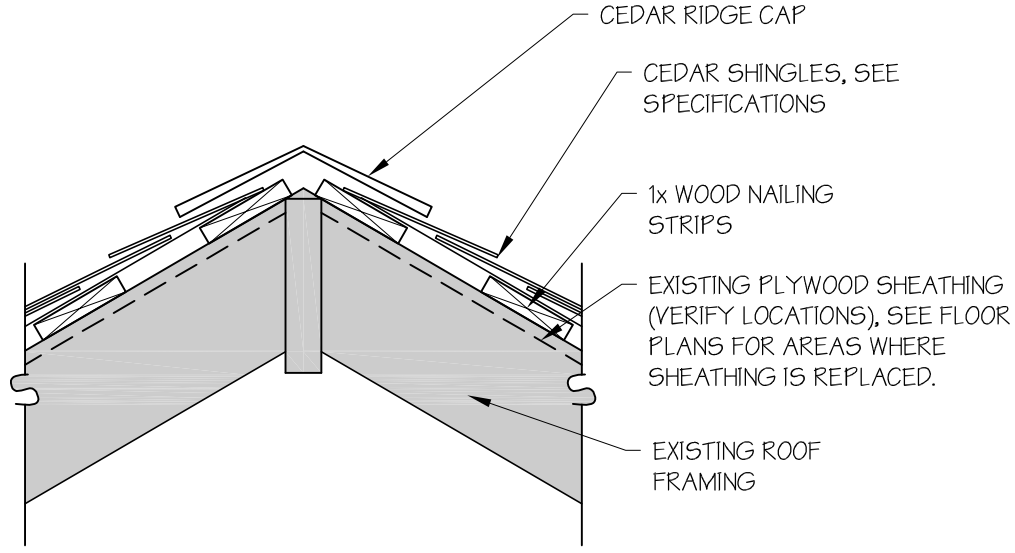 CEDAR RIDGE CAP
CEDAR SHINGLES, SEE
SPECIFICATIONS
1x WOOD NAILING
STRIPS
EXISTING PLYWOOD SHEATHING
(VERIFY LOCATIONS), SEE FLOOR
PLANS FOR AREAS WHERE
SHEATHING IS REPLACED.
EXISTING ROOF
FRAMING